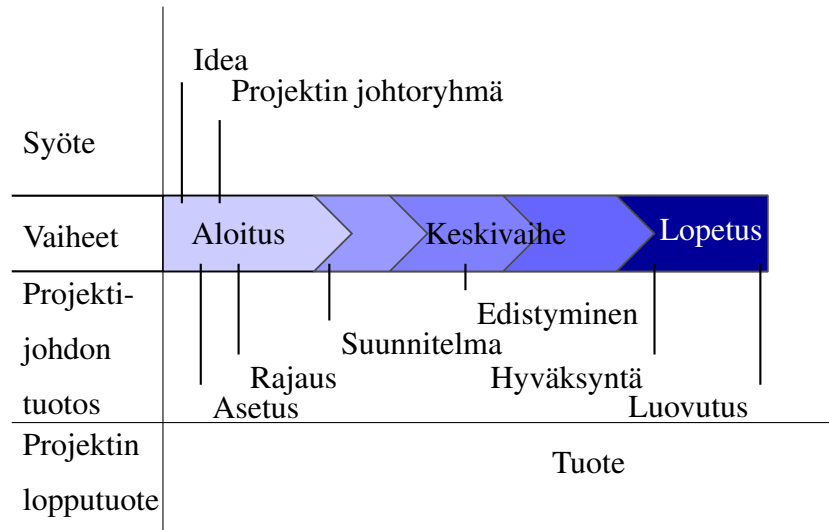 Idea
Projektin johtoryhmä
Syöte
Vaiheet
Aloitus
Keskivaihe
Lopetus
Projekti-
johdon
tuotos
Edistyminen
Suunnitelma
Rajaus
Hyväksyntä
Asetus
Luovutus
Projektin
lopputuote
Tuote